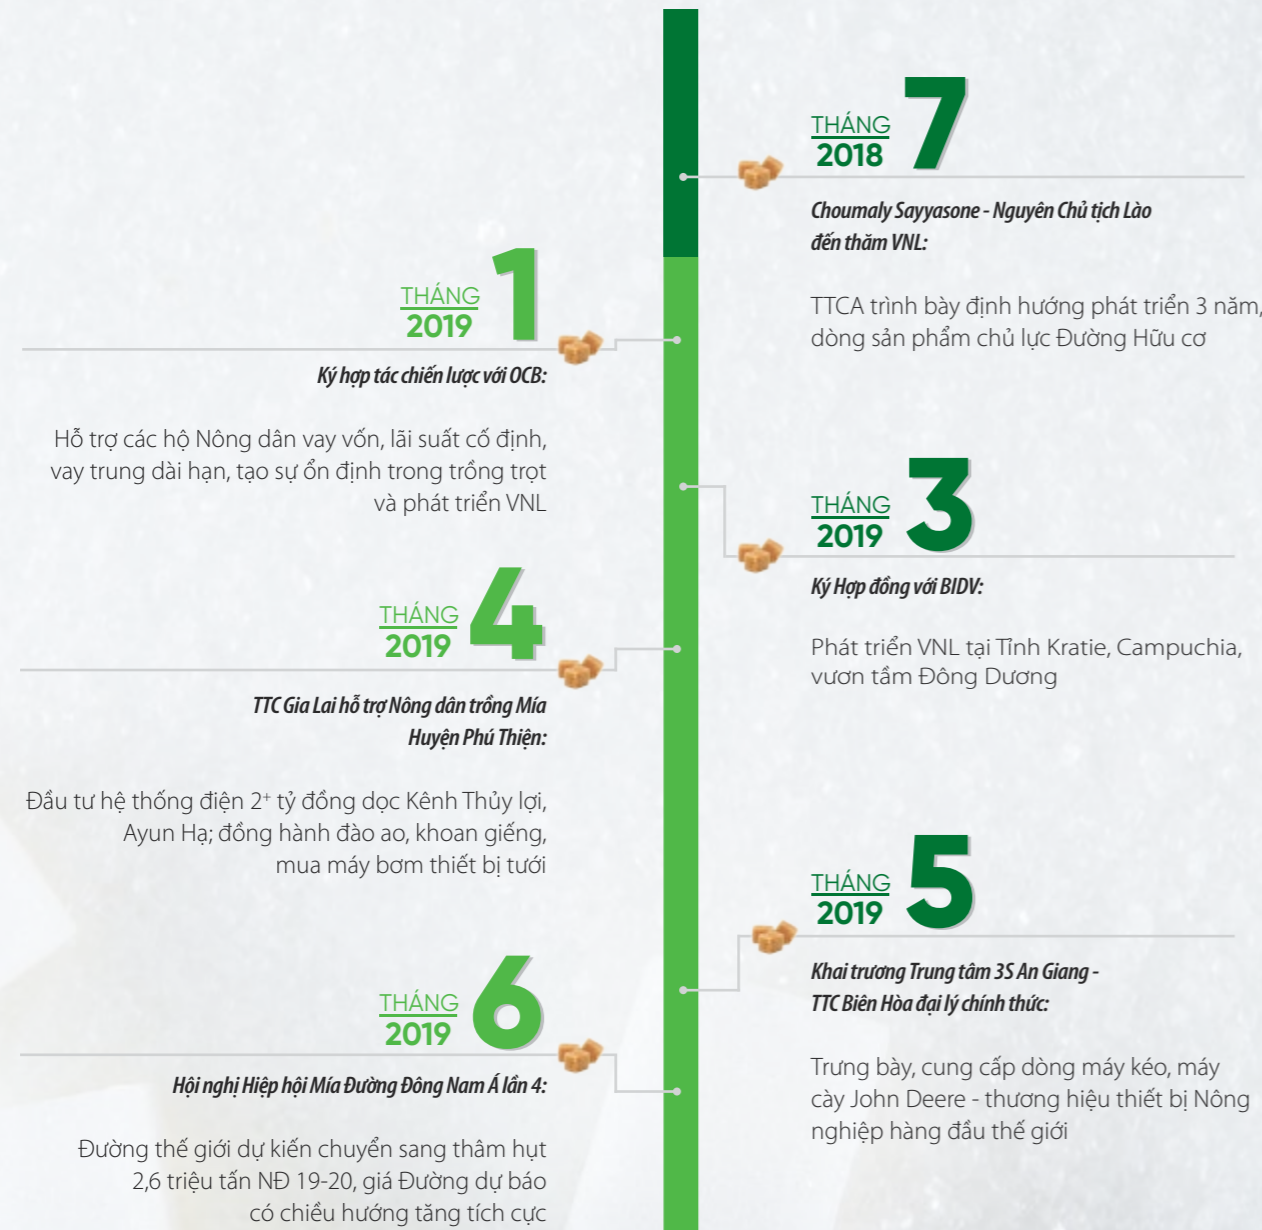 THÁNG 7
2018
Choumaly Sayyasone - Nguyên Chủ tịch Lào
đến thăm VNL:
TTCA trình bày định hướng phát triển 3 năm,
dòng sản phẩm chủ lực Đường Hữu cơ
THÁNG 1
2019
Ký hợp tác chiến lược với OCB:
Hỗ trợ các hộ Nông dân vay vốn, lãi suất cố định,
vay trung dài hạn, tạo sự ổn định trong trồng trọt
và phát triển VNL
THÁNG 3
2019
Ký Hợp đồng với BIDV:
Phát triển VNL tại Tỉnh Kratie, Campuchia,
vươn tầm Đông Dương
THÁNG 4
2019
TTC Gia Lai hỗ trợ Nông dân trồng Mía
Huyện Phú Thiện:
Đầu tư hệ thống điện 2⁺ tỷ đồng dọc Kênh Thủy lợi,
Ayun Hạ; đồng hành đào ao, khoan giếng,
mua máy bơm thiết bị tưới
THÁNG 5
2019
Khai trương Trung tâm 3S An Giang -
TTC Biên Hòa đại lý chính thức:
Trưng bày, cung cấp dòng máy kéo, máy
cày John Deere - thương hiệu thiết bị Nông
nghiệp hàng đầu thế giới
THÁNG 6
2019
Hội nghị Hiệp hội Mía Đường Đông Nam Á lần 4:
Đường thế giới dự kiến chuyển sang thâm hụt
2,6 triệu tấn NĐ 19-20, giá Đường dự báo
có chiều hướng tăng tích cực